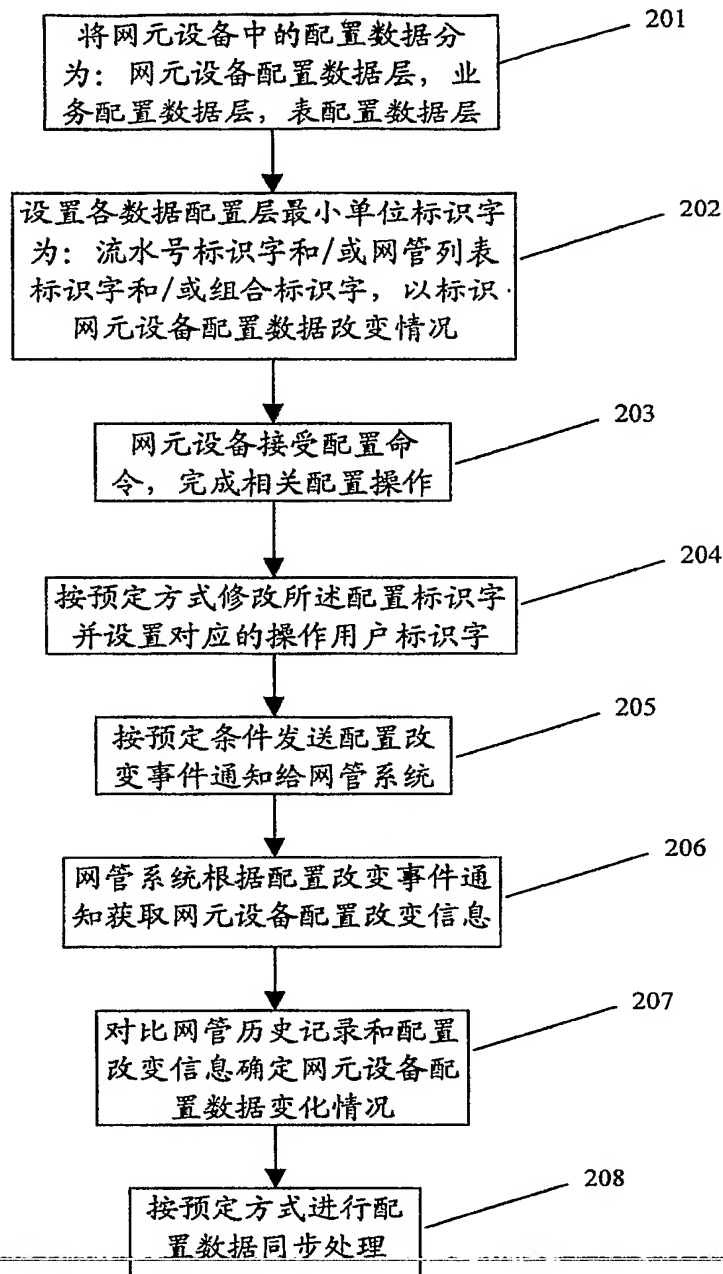 将网元设备中的配置数据分
为：网元设备配置数据层，业
务配置数据层，表配置数据层
201
设置各数据配置层最小单位标识字
为：流水号标识字和/或网管列表
标识字和/或组合标识字，以标识
网元设备配置数据改变情况
202
网元设备接受配置命
令，完成相关配置操作
203
按预定方式修改所述配置标识字
并设置对应的操作用户标识字
204
按预定条件发送配置改
变事件通知给网管系统
205
网管系统根据配置改变事件通
知获取网元设备配置改变信息
206
对比网管历史记录和配置
改变信息确定网元设备配
置数据变化情况
207
按预定方式进行配
置数据同步处理
208